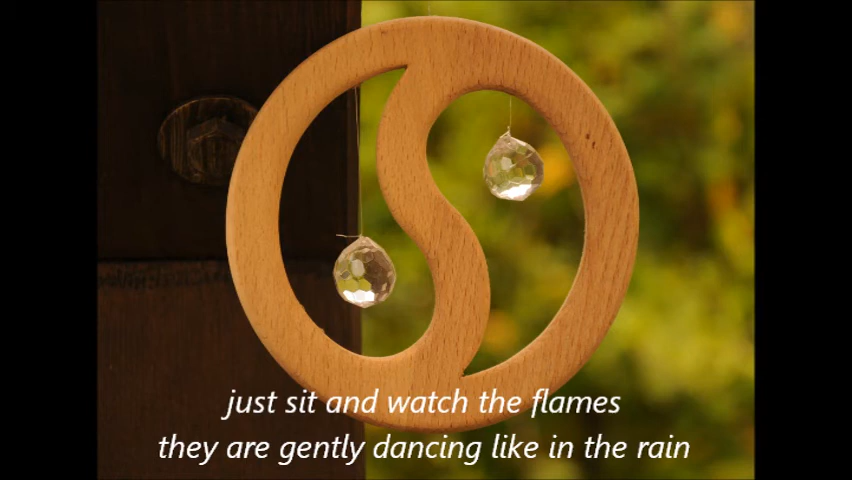 just sit and watch the flames
they are gently dancing like in the rain